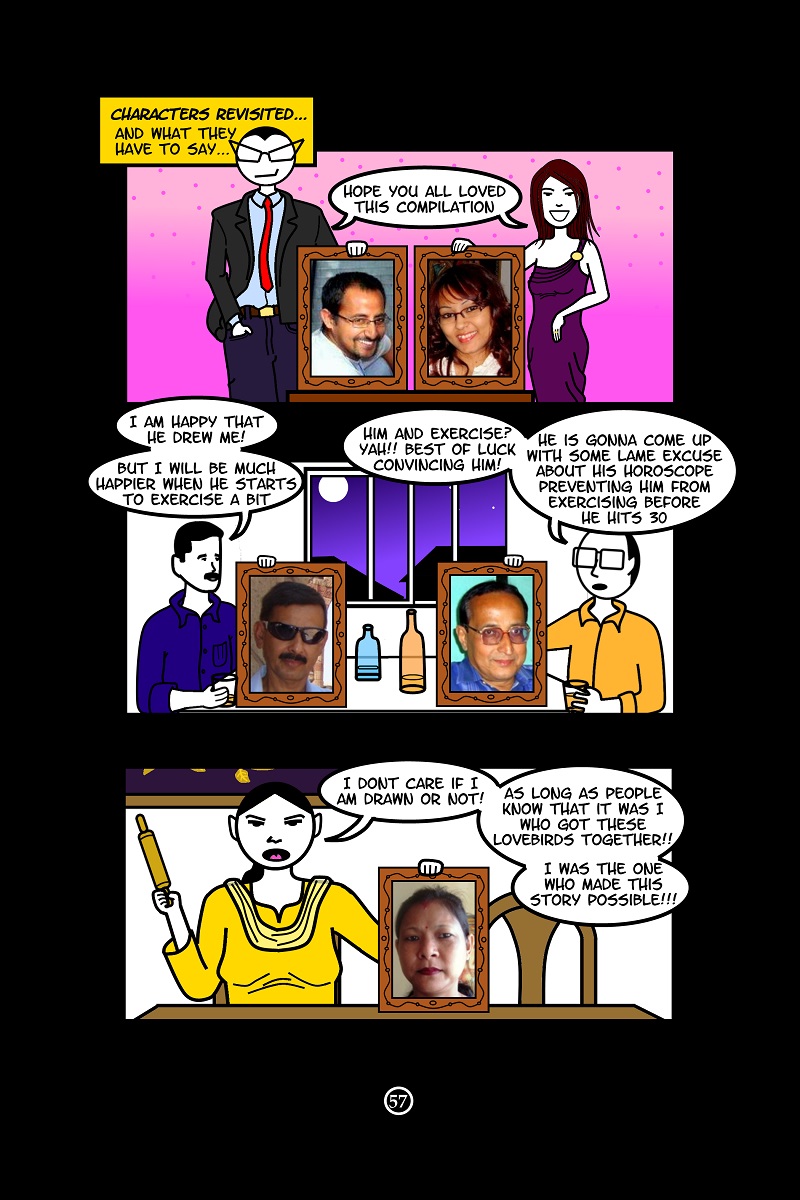 CHARACTERS REVISITED...
AND WHAT THEY
HAVE TO SAY...
HOPE YOU ALL LOVED
THIS COMPILATION
I AM HAPPY THAT
HE DREW ME!
BUT I WILL BE MUCH
HAPPIER WHEN HE STARTS
TO EXERCISE A BIT
HIM AND EXERCISE?
YAH!! BEST OF LUCK
CONVINCING HIM!
HE IS GONNA COME UP
WITH SOME LAME EXCUSE
ABOUT HIS HOROSCOPE
PREVENTING HIM FROM
EXERCISING BEFORE
HE HITS 30
I DONT CARE IF I
AM DRAWN OR NOT!
AS LONG AS PEOPLE
KNOW THAT IT WAS I
WHO GOT THESE
LOVEBIRDS TOGETHER!!
I WAS THE ONE
WHO MADE THIS
STORY POSSIBLE!!!
57